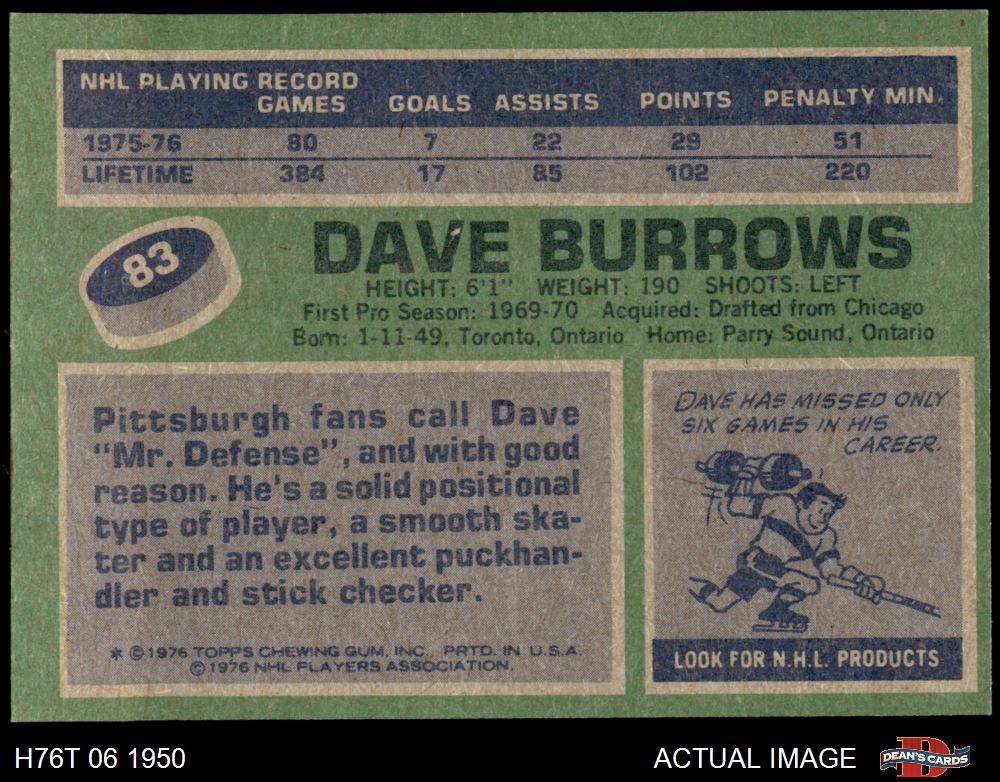 NHL PLAYING RECORD
GAMES GOALS ASSISTS POINTS PENALTY MIN.
1975-76 80 7 22 29 51
LIFETIME 384 17 85 102 220
83
DAVE BURROWS
HEIGHT: 6'1" WEIGHT: 190 SHOOTS: LEFT
First Pro Season: 1969-70 Acquired: Drafted from Chicago
Born: 1-11-49, Toronto, Ontario Home: Parry Sound, Ontario
Pittsburgh fans call Dave
"Mr. Defense", and with good
reason. He's a solid positional
type of player, a smooth ska-
ter and an excellent puckhan-
dler and stick checker.
* © 1976 TOPPS CHEWING GUM, INC. PRTD. IN U.S.A.
© 1976 NHL PLAYERS ASSOCIATION.
DAVE HAS MISSED ONLY
SIX GAMES IN HIS
CAREER.
LOOK FOR N.H.L. PRODUCTS
H76T 06 1950
ACTUAL IMAGE
DEAN'S CARDS